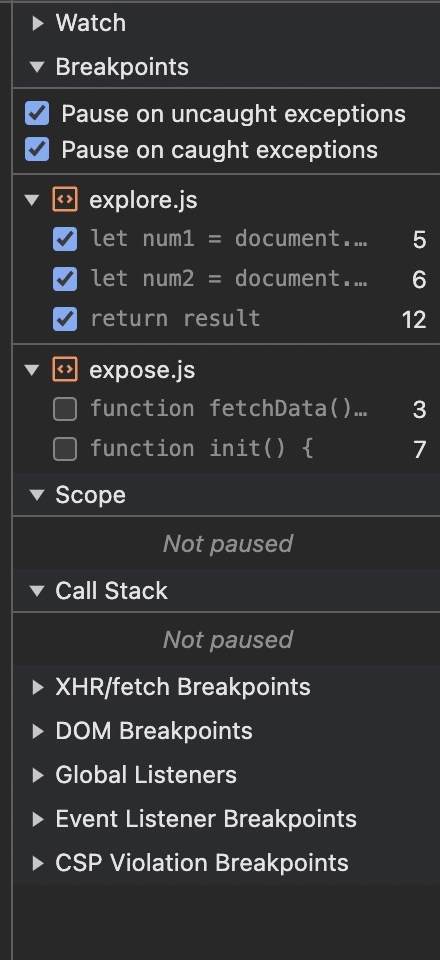 Watch
Breakpoints
Pause on uncaught exceptions
Pause on caught exceptions
explore.js
let num1 = document.… 5
let num2 = document.… 6
return result 12
expose.js
function fetchData()… 3
function init() { 7
Scope
Not paused
Call Stack
Not paused
XHR/fetch Breakpoints
DOM Breakpoints
Global Listeners
Event Listener Breakpoints
CSP Violation Breakpoints